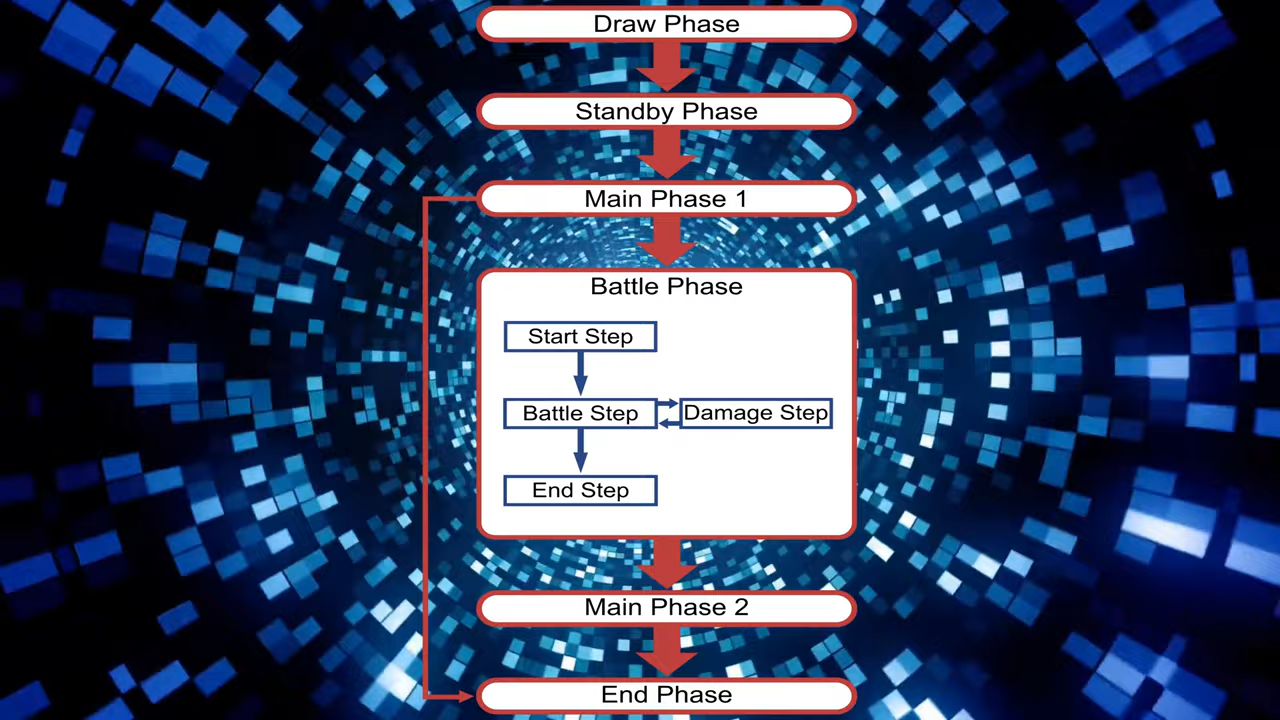 Draw Phase
Standby Phase
Main Phase 1
Battle Phase
Start Step
Battle Step
Damage Step
End Step
Main Phase 2
End Phase